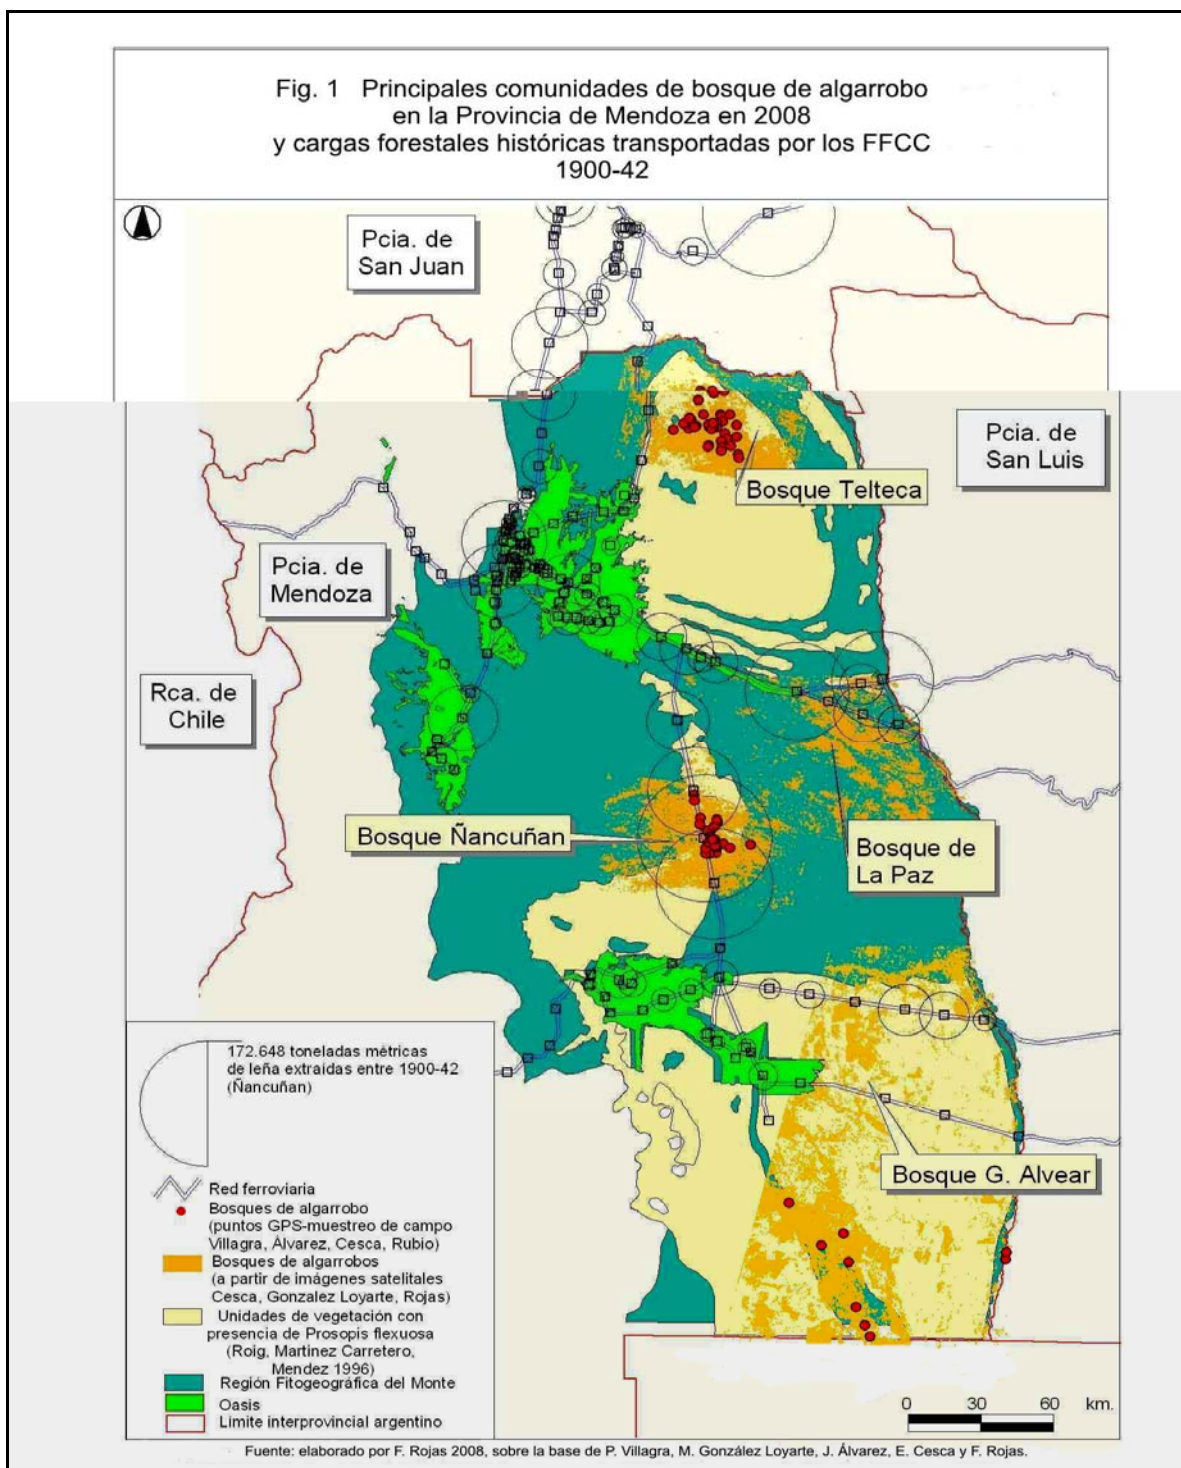 Fig. 1 Principales comunidades de bosque de algarrobo
en la Provincia de Mendoza en 2008
y cargas forestales históricas transportadas por los FFCC
1900-42
Pcia. de
San Juan
Pcia. de
San Luis
Bosque Telteca
Pcia. de
Mendoza
Rca. de
Chile
Bosque Ñancuñan
Bosque de
La Paz
Bosque G. Alvear
172.648 toneladas métricas
de leña extraídas entre 1900-42
(Ñancuñan)
Red ferroviaria
Bosques de algarrobo
(puntos GPS-muestreo de campo
Villagra, Álvarez, Cesca, Rubio)
Bosques de algarrobos
(a partir de imágenes satelitales
Cesca, Gonzalez Loyarte, Rojas)
Unidades de vegetación con
presencia de Prosopis flexuosa
(Roig, Martinez Carretero,
Mendez 1996)
Región Fitogeográfica del Monte
Oasis
Límite interprovincial argentino
0 30 60 km.
Fuente: elaborado por F. Rojas 2008, sobre la base de P. Villagra, M. González Loyarte, J. Álvarez, E. Cesca y F. Rojas.